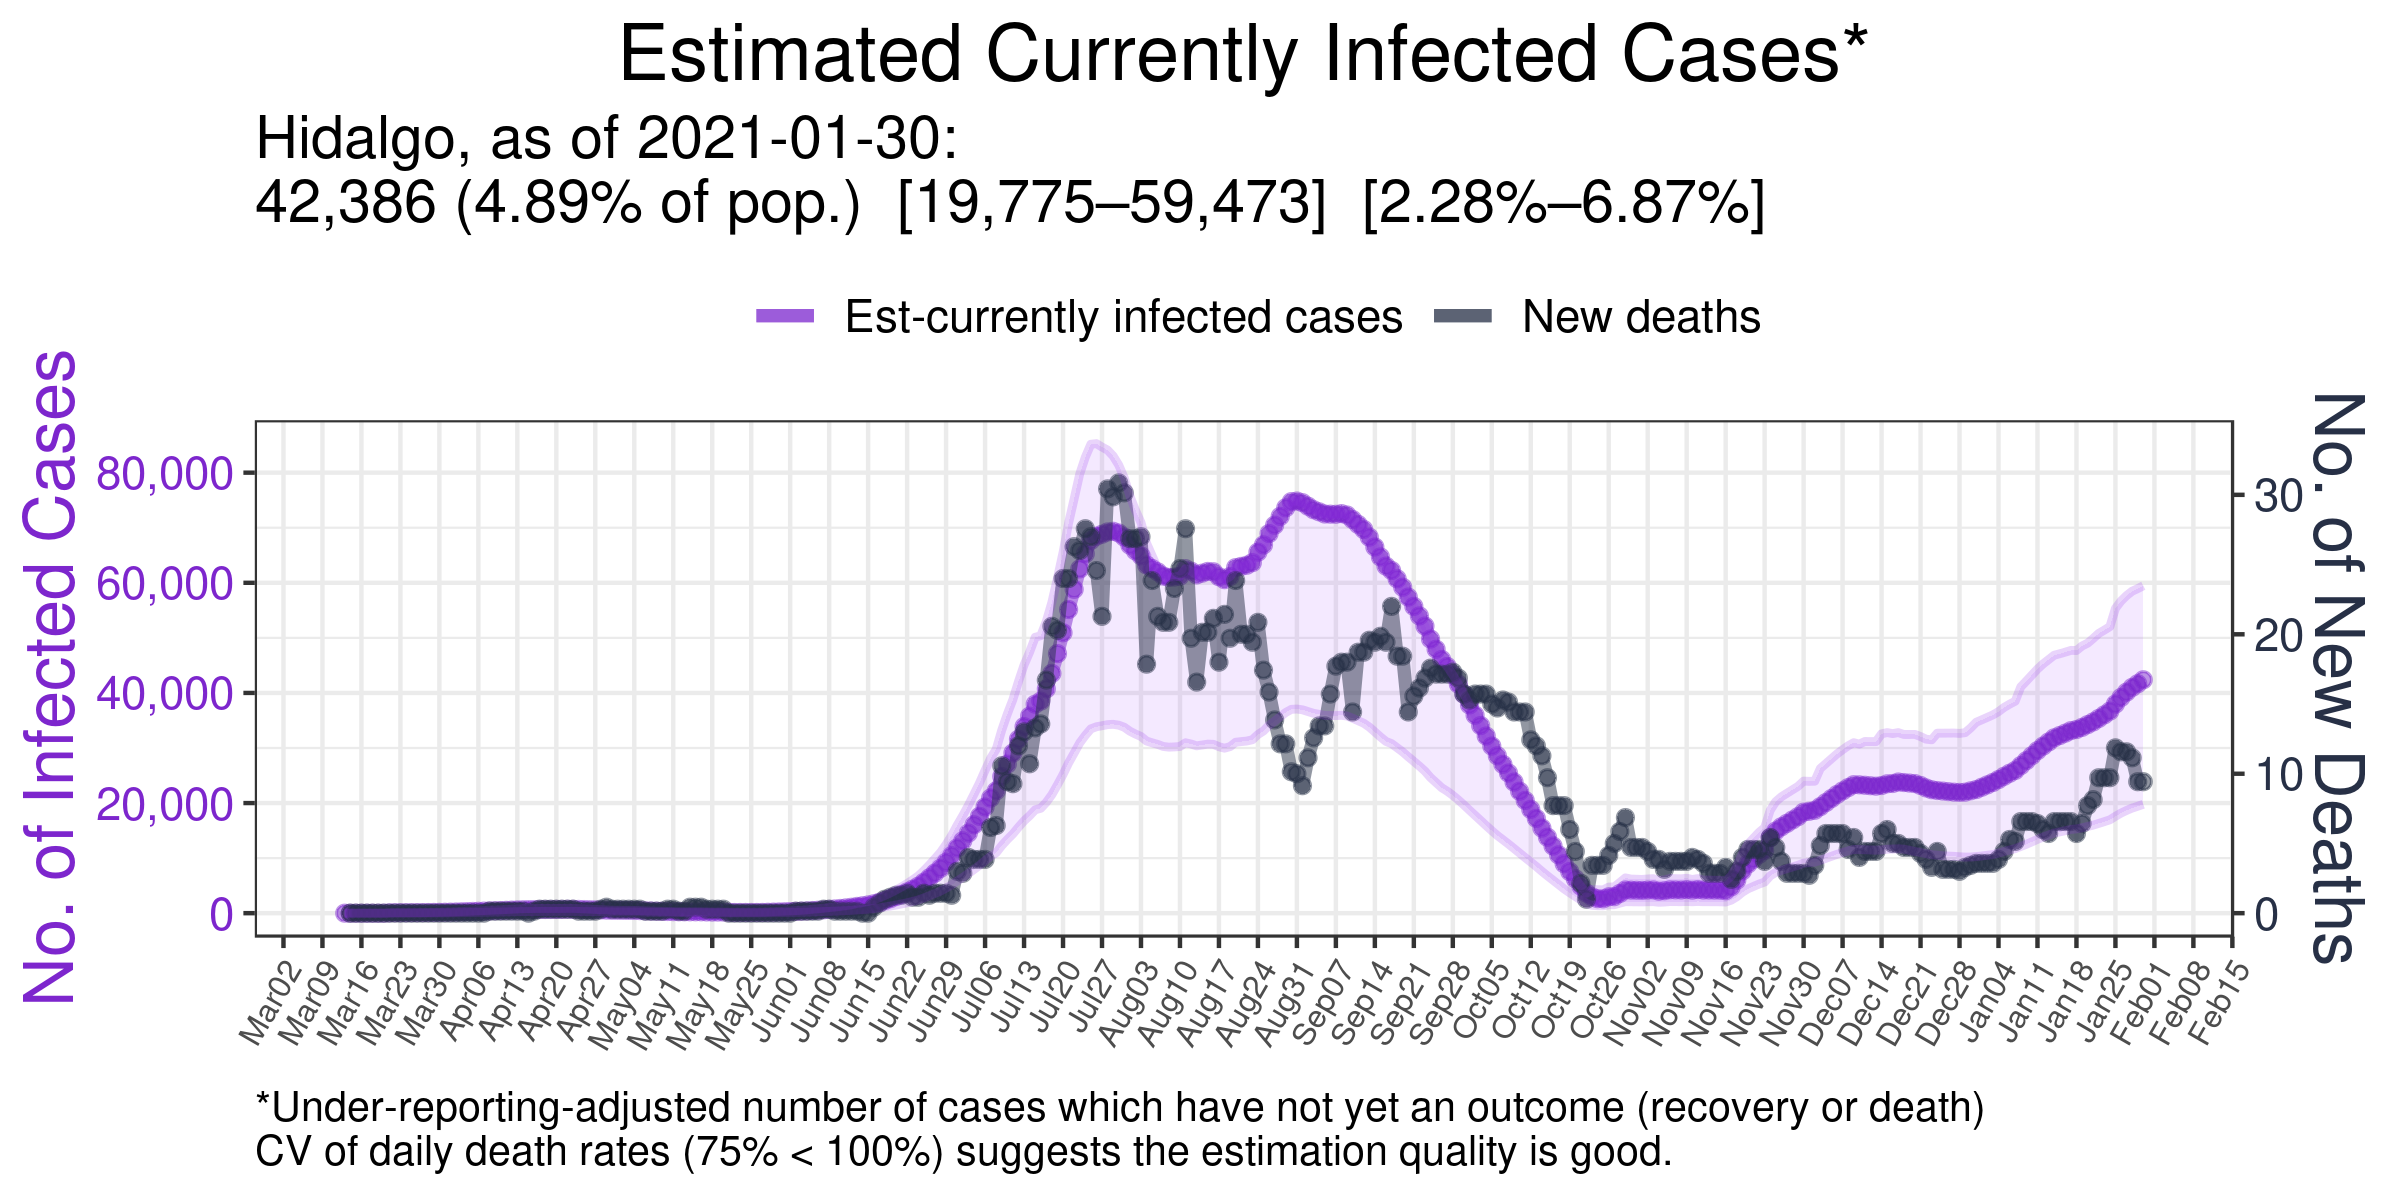 Estimated Currently Infected Cases*
Hidalgo, as of 2021-01-30:
42,386 (4.89% of pop.) [19,775–59,473] [2.28%–6.87%]
Est-currently infected cases New deaths
No. of Infected Cases
80,000
60,000
40,000
20,000
0
No. of New Deaths
30
20
10
0
Mar02 Mar09 Mar16 Mar23 Mar30 Apr06 Apr13 Apr20 Apr27 May04 May11 May18 May25 Jun01 Jun08 Jun15 Jun22 Jun29 Jul06 Jul13 Jul20 Jul27 Aug03 Aug10 Aug17 Aug24 Aug31 Sep07 Sep14 Sep21 Sep28 Oct05 Oct12 Oct19 Oct26 Nov02 Nov09 Nov16 Nov23 Nov30 Dec07 Dec14 Dec21 Dec28 Jan04 Jan11 Jan18 Jan25 Feb01 Feb08 Feb15
*Under-reporting-adjusted number of cases which have not yet an outcome (recovery or death)
CV of daily death rates (75% < 100%) suggests the estimation quality is good.